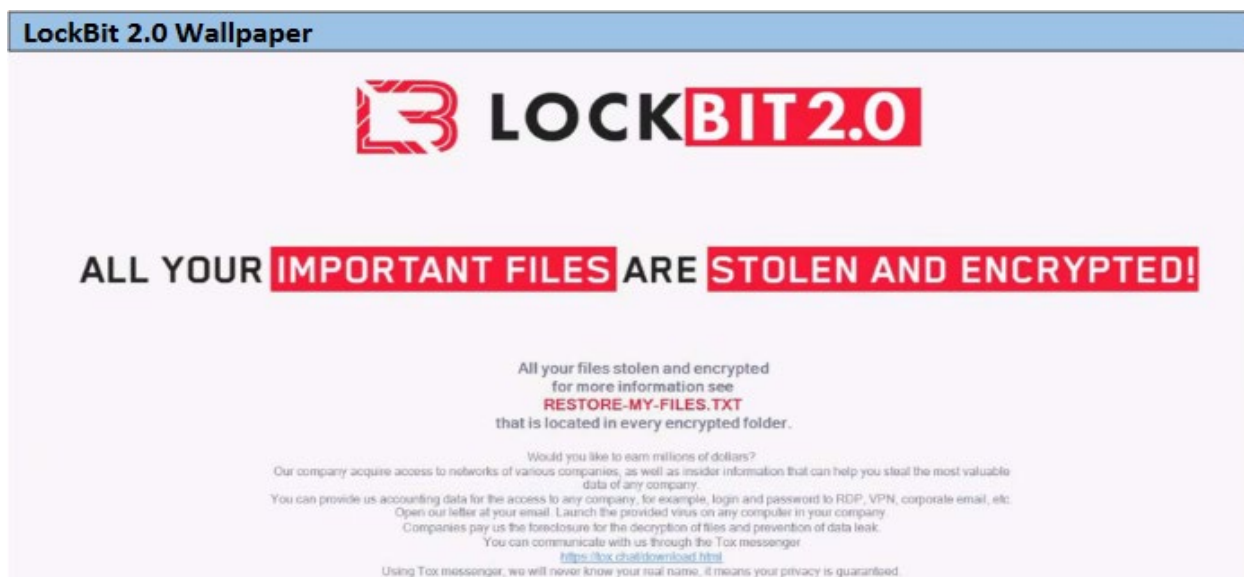 LockBit 2.0 Wallpaper
LOCKBIT 2.0
ALL YOUR IMPORTANT FILES ARE STOLEN AND ENCRYPTED!
All your files stolen and encrypted
for more information see
RESTORE-MY-FILES.TXT
that is located in every encrypted folder.
Would you like to earn millions of dollars?
Our company acquire access to networks of various companies, as well as insider information that can help you steal the most valuable
data of any company.
You can provide us accounting data for the access to any company, for example, login and password to RDP, VPN, corporate email, etc.
Open our letter at your email. Launch the provided virus on any computer in your company.
Companies pay us the foreclosure for the decryption of files and prevention of data leak.
You can communicate with us through the Tox messenger
https://tox.chat/download.html
Using Tox messenger, we will never know your real name, it means your privacy is guaranteed.